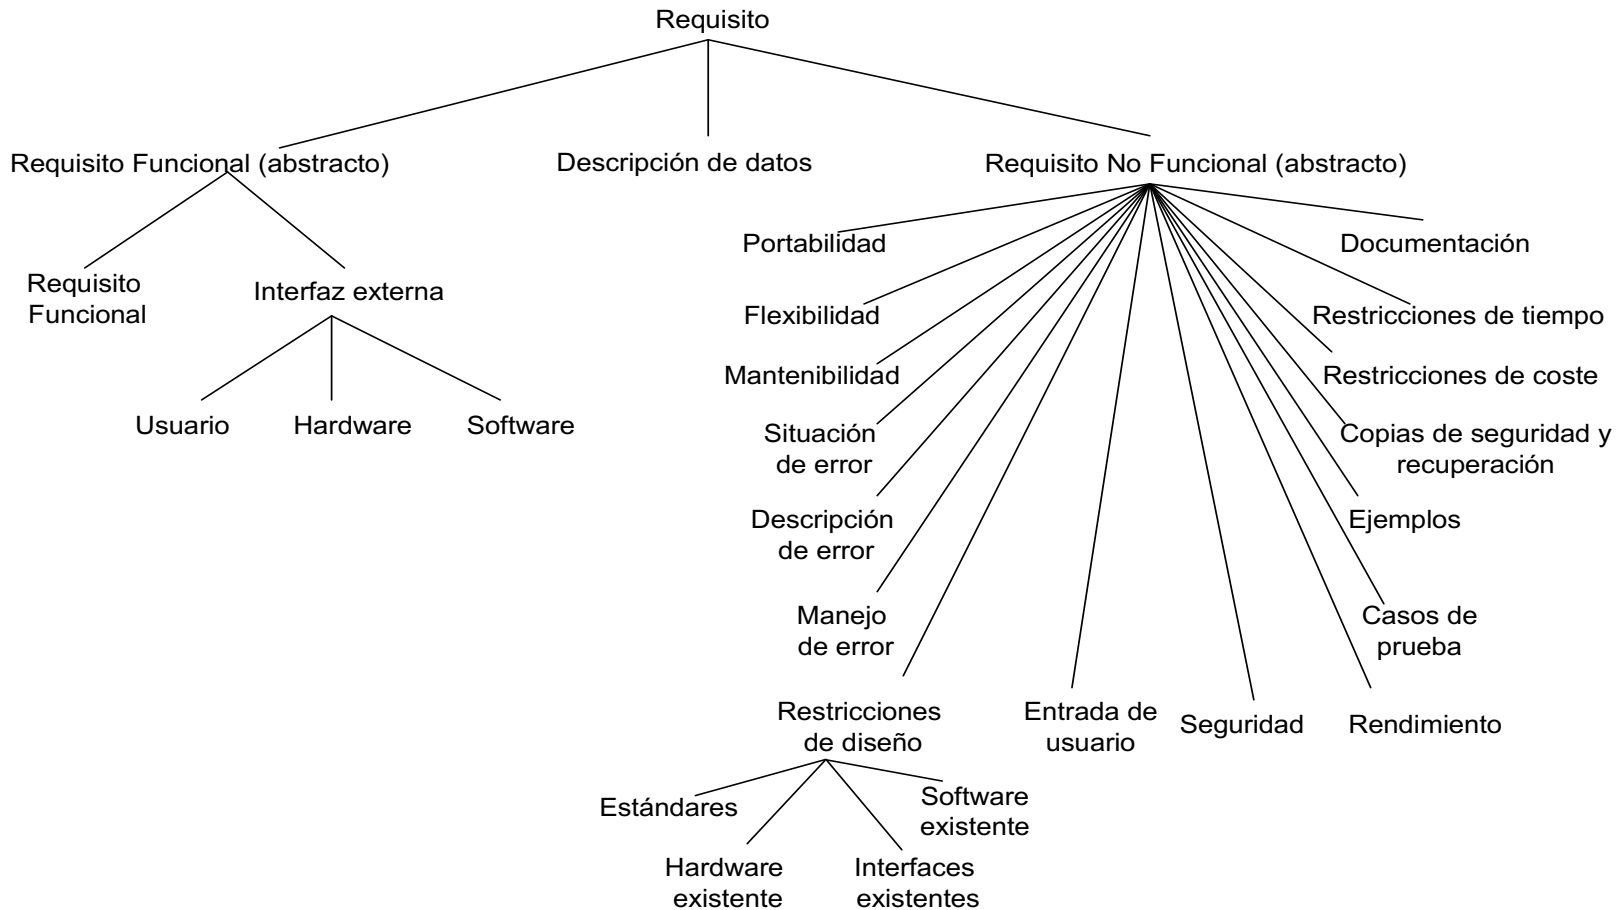 Requisito
Requisito Funcional (abstracto)
Descripción de datos
Requisito No Funcional (abstracto)
Requisito
Funcional
Interfaz externa
Usuario
Hardware
Software
Portabilidad
Flexibilidad
Mantenibilidad
Situación
de error
Descripción
de error
Manejo
de error
Restricciones
de diseño
Estándares
Hardware
existente
Interfaces
existentes
Software
existente
Entrada de
usuario
Seguridad
Rendimiento
Casos de
prueba
Ejemplos
Copias de seguridad y
recuperación
Restricciones de coste
Restricciones de tiempo
Documentación